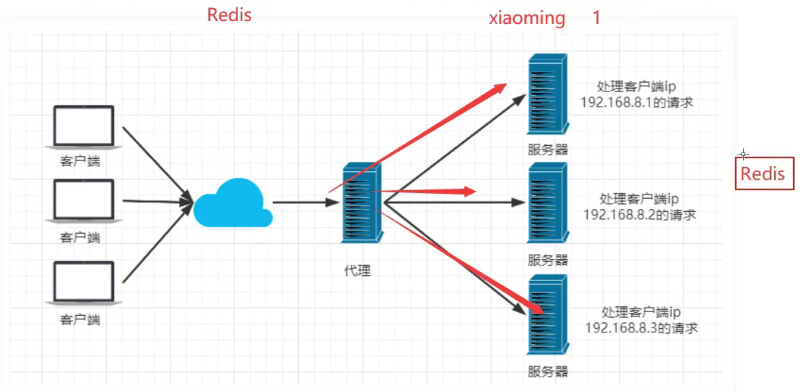 Redis
xiaoming 1
处理客户端ip
192.168.8.1的请求
服务器
客户端
Redis
处理客户端ip
192.168.8.2的请求
客户端
服务器
代理
处理客户端ip
192.168.8.3的请求
客户端
服务器